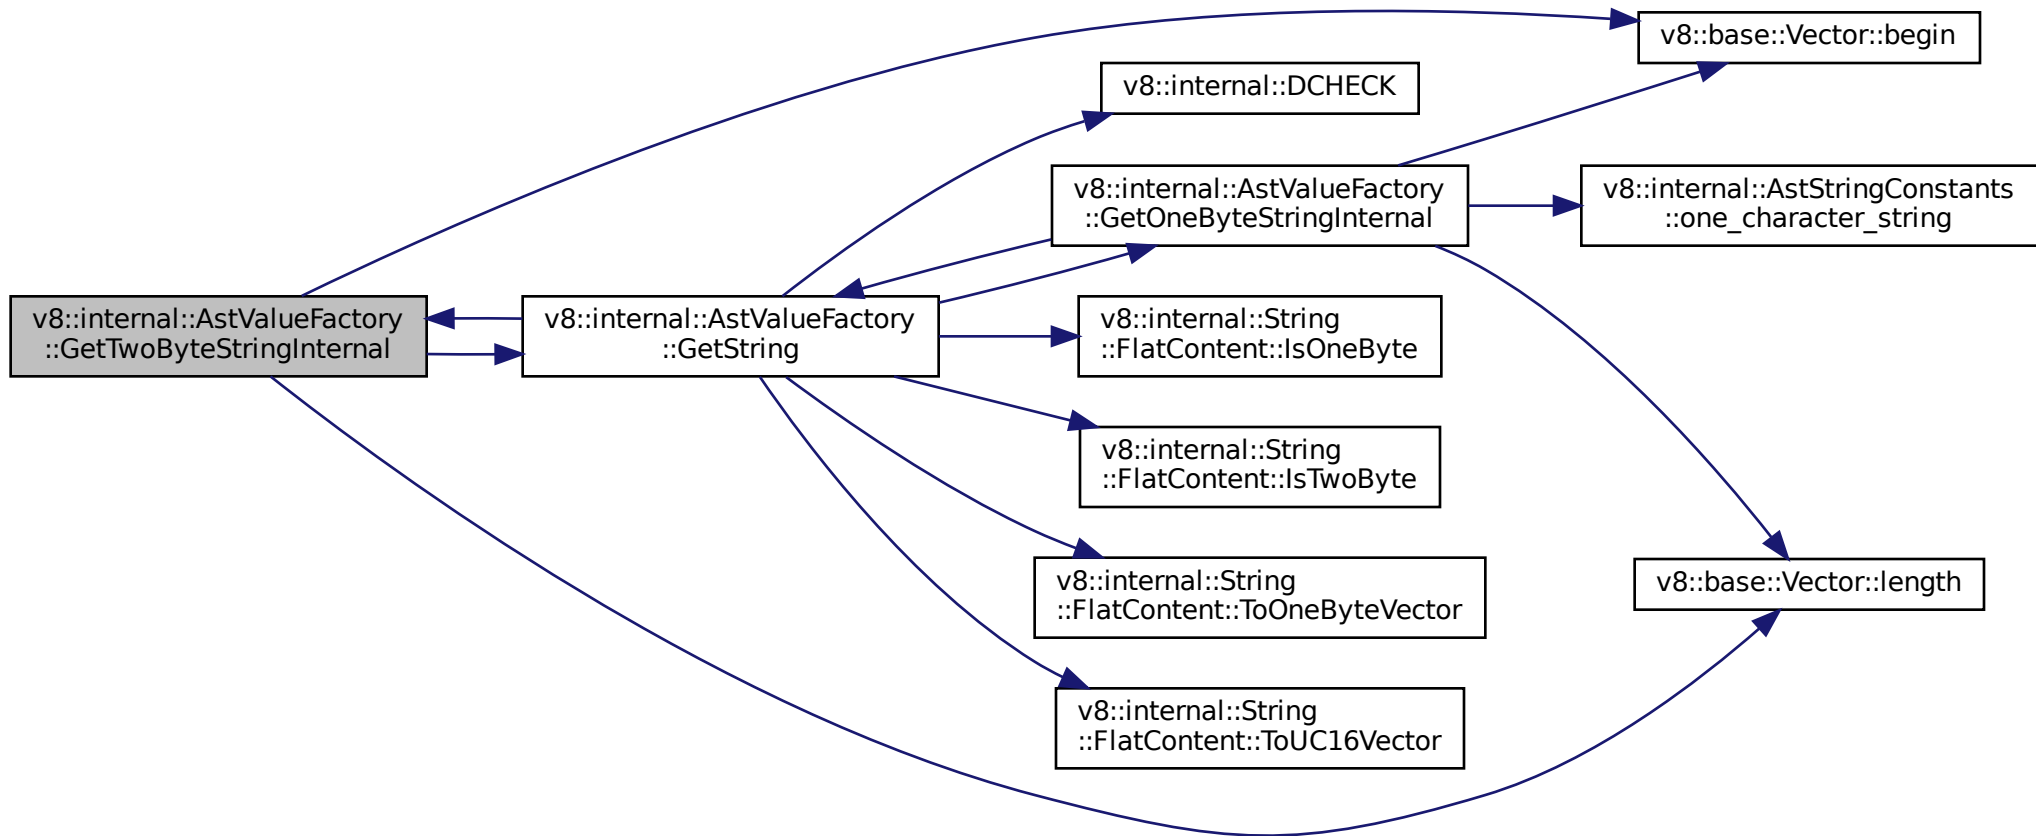 v8::base::Vector::begin
v8::internal::DCHECK
v8::internal::AstValueFactory
::GetOneByteStringInternal
v8::internal::AstStringConstants
::one_character_string
v8::internal::AstValueFactory
::GetTwoByteStringInternal
v8::internal::AstValueFactory
::GetString
v8::internal::String
::FlatContent::IsOneByte
v8::internal::String
::FlatContent::IsTwoByte
v8::internal::String
::FlatContent::ToOneByteVector
v8::base::Vector::length
v8::internal::String
::FlatContent::ToUC16Vector